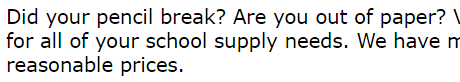 Did your pencil break? Are you out of paper?
for all of your school supply needs. We have
reasonable prices.